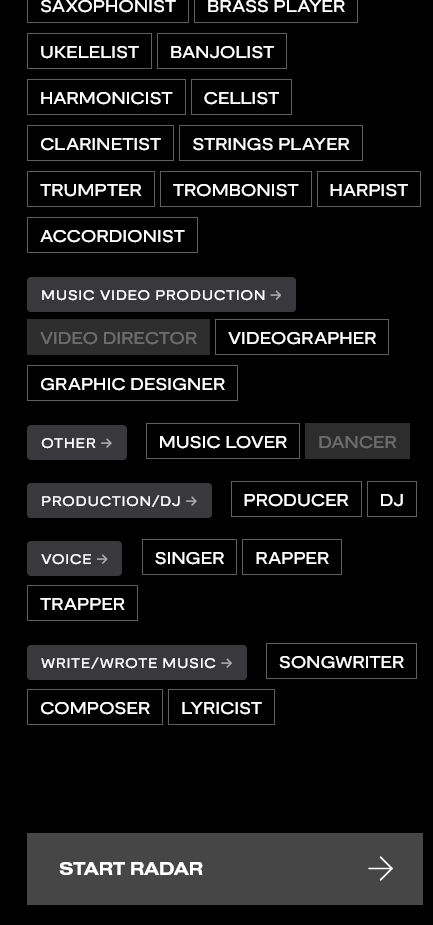 SAXOPHONIST BRASS PLAYER
UKELELIST BANJOLIST
HARMONICIST CELLIST
CLARINETIST STRINGS PLAYER
TRUMPTER TROMBONIST HARPIST
ACCORDIONIST
MUSIC VIDEO PRODUCTION →
VIDEO DIRECTOR VIDEOGRAPHER
GRAPHIC DESIGNER
OTHER → MUSIC LOVER DANCER
PRODUCTION/DJ → PRODUCER DJ
VOICE → SINGER RAPPER
TRAPPER
WRITE/WROTE MUSIC → SONGWRITER
COMPOSER LYRICIST
START RADAR →